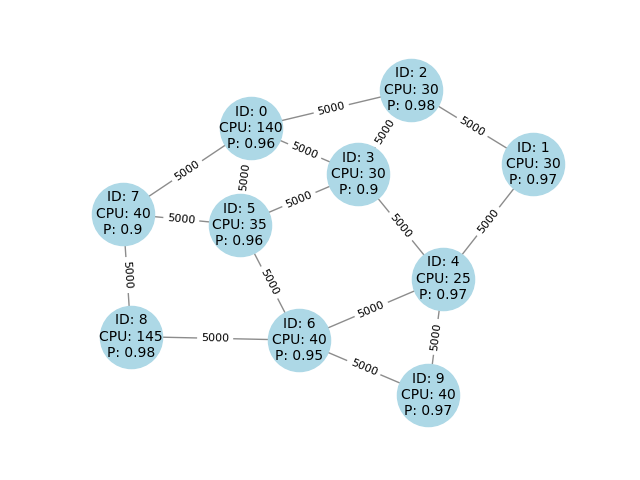 ID: 2
CPU: 30
P: 0.98
5000
ID: 0
CPU: 140
P: 0.96
5000
5000
ID: 1
CPU: 30
P: 0.97
5000
ID: 3
CPU: 30
P: 0.9
5000
5000
5000
ID: 7
CPU: 40
P: 0.9
5000
ID: 5
CPU: 35
P: 0.96
5000
5000
5000
ID: 4
CPU: 25
P: 0.97
5000
5000
ID: 8
CPU: 145
P: 0.98
5000
ID: 6
CPU: 40
P: 0.95
5000
5000
5000
ID: 9
CPU: 40
P: 0.97